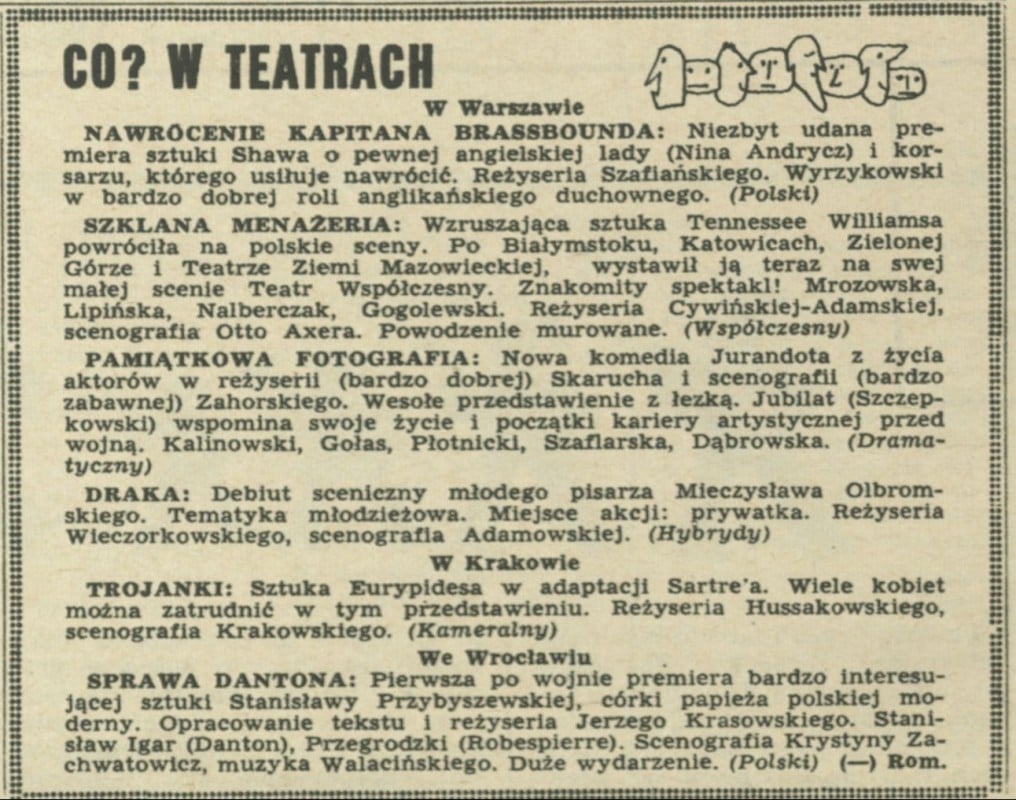 CO? W TEATRACH
W Warszawie
NAWRÓCENIE KAPITANA BRASSBOUNDA: Niezbyt udana pre-
miera sztuki Shawa o pewnej angielskiej lady (Nina Andrycz) i kor-
sarzu, którego usiłuje nawrócić. Reżyseria Szafiańskiego. Wyrzykowski
w bardzo dobrej roli anglikańskiego duchownego. (Polski)
SZKLANA MENAŻERIA: Wzruszająca sztuka Tennessee Williamsa
powróciła na polskie sceny. Po Białymstoku, Katowicach, Zielonej
Górze i Teatrze Ziemi Mazowieckiej, wystawił ją teraz na swej
małej scenie Teatr Współczesny. Znakomity spektakl! Mrozowska,
Lipińska, Nalberczak, Gogolewski. Reżyseria Cywińskiej-Adamskiej,
scenografia Otto Axera. Powodzenie murowane. (Współczesny)
PAMIĄTKOWA FOTOGRAFIA: Nowa komedia Jurandota z życia
aktorów w reżyserii (bardzo dobrej) Skarucha i scenografii (bardzo
zabawnej) Zahorskiego. Wesołe przedstawienie z łezką. Jubilat (Szczep-
kowski) wspomina swoje życie i początki kariery artystycznej przed
wojną. Kalinowski, Gołas, Płotnicki, Szaflarska, Dąbrowska. (Drama-
tyczny)
DRAKA: Debiut sceniczny młodego pisarza Mieczysława Olbrom-
skiego. Tematyka młodzieżowa. Miejsce akcji: prywatka. Reżyseria
Wieczorkowskiego, scenografia Adamowskiej. (Hybrydy)
W Krakowie
TROJANKI: Sztuka Eurypidesa w adaptacji Sartre'a. Wiele kobiet
można zatrudnić w tym przedstawieniu. Reżyseria Hussakowskiego,
scenografia Krakowskiego. (Kameralny)
We Wrocławiu
SPRAWA DANTONA: Pierwsza po wojnie premiera bardzo interesu-
jącej sztuki Stanisławy Przybyszewskiej, córki papieża polskiej mo-
derny. Opracowanie tekstu i reżyseria Jerzego Krasowskiego. Stani-
sław Igar (Danton), Przegrodzki (Robespierre). Scenografia Krystyny Za-
chwatowicz, muzyka Walacińskiego. Duże wydarzenie. (Polski) (—) Rom.